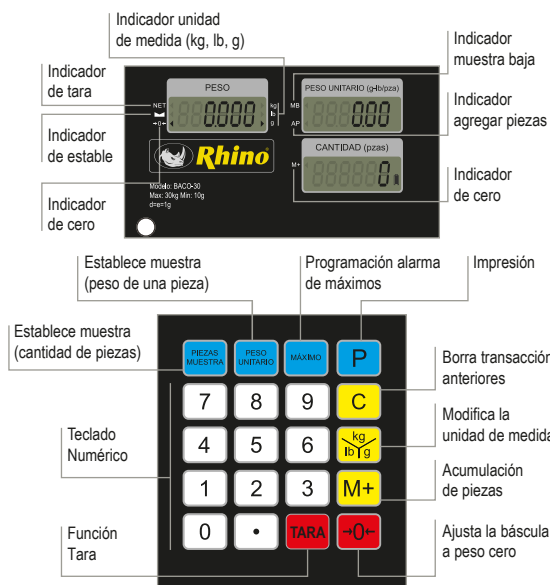 Indicador unidad
de medida (kg, lb, g)
Indicador
de tara
Indicador
muestra baja
Indicador
de estable
Indicador
agregar piezas
Indicador
de cero
Indicador
de cero
PESO
NET
→0←
0.000
kg
lb
g
PESO UNITARIO (g-lb/pza)
MB
AP
0.00
CANTIDAD (pzas)
M+
0
Rhino
Modelo: BACO-30
Max: 30kg Min: 10g
d=e=1g
Establece muestra
(peso de una pieza)
Programación alarma
de máximos
Impresión
Establece muestra
(cantidad de piezas)
Borra transacción
anteriores
Modifica la
unidad de medida
Teclado
Numérico
Acumulación
de piezas
Función
Tara
Ajusta la báscula
a peso cero
PIEZAS
MUESTRA
PESO
UNITARIO
MÁXIMO
P
7 8 9 C
4 5 6 kg lb g
1 2 3 M+
0 • TARA →0←